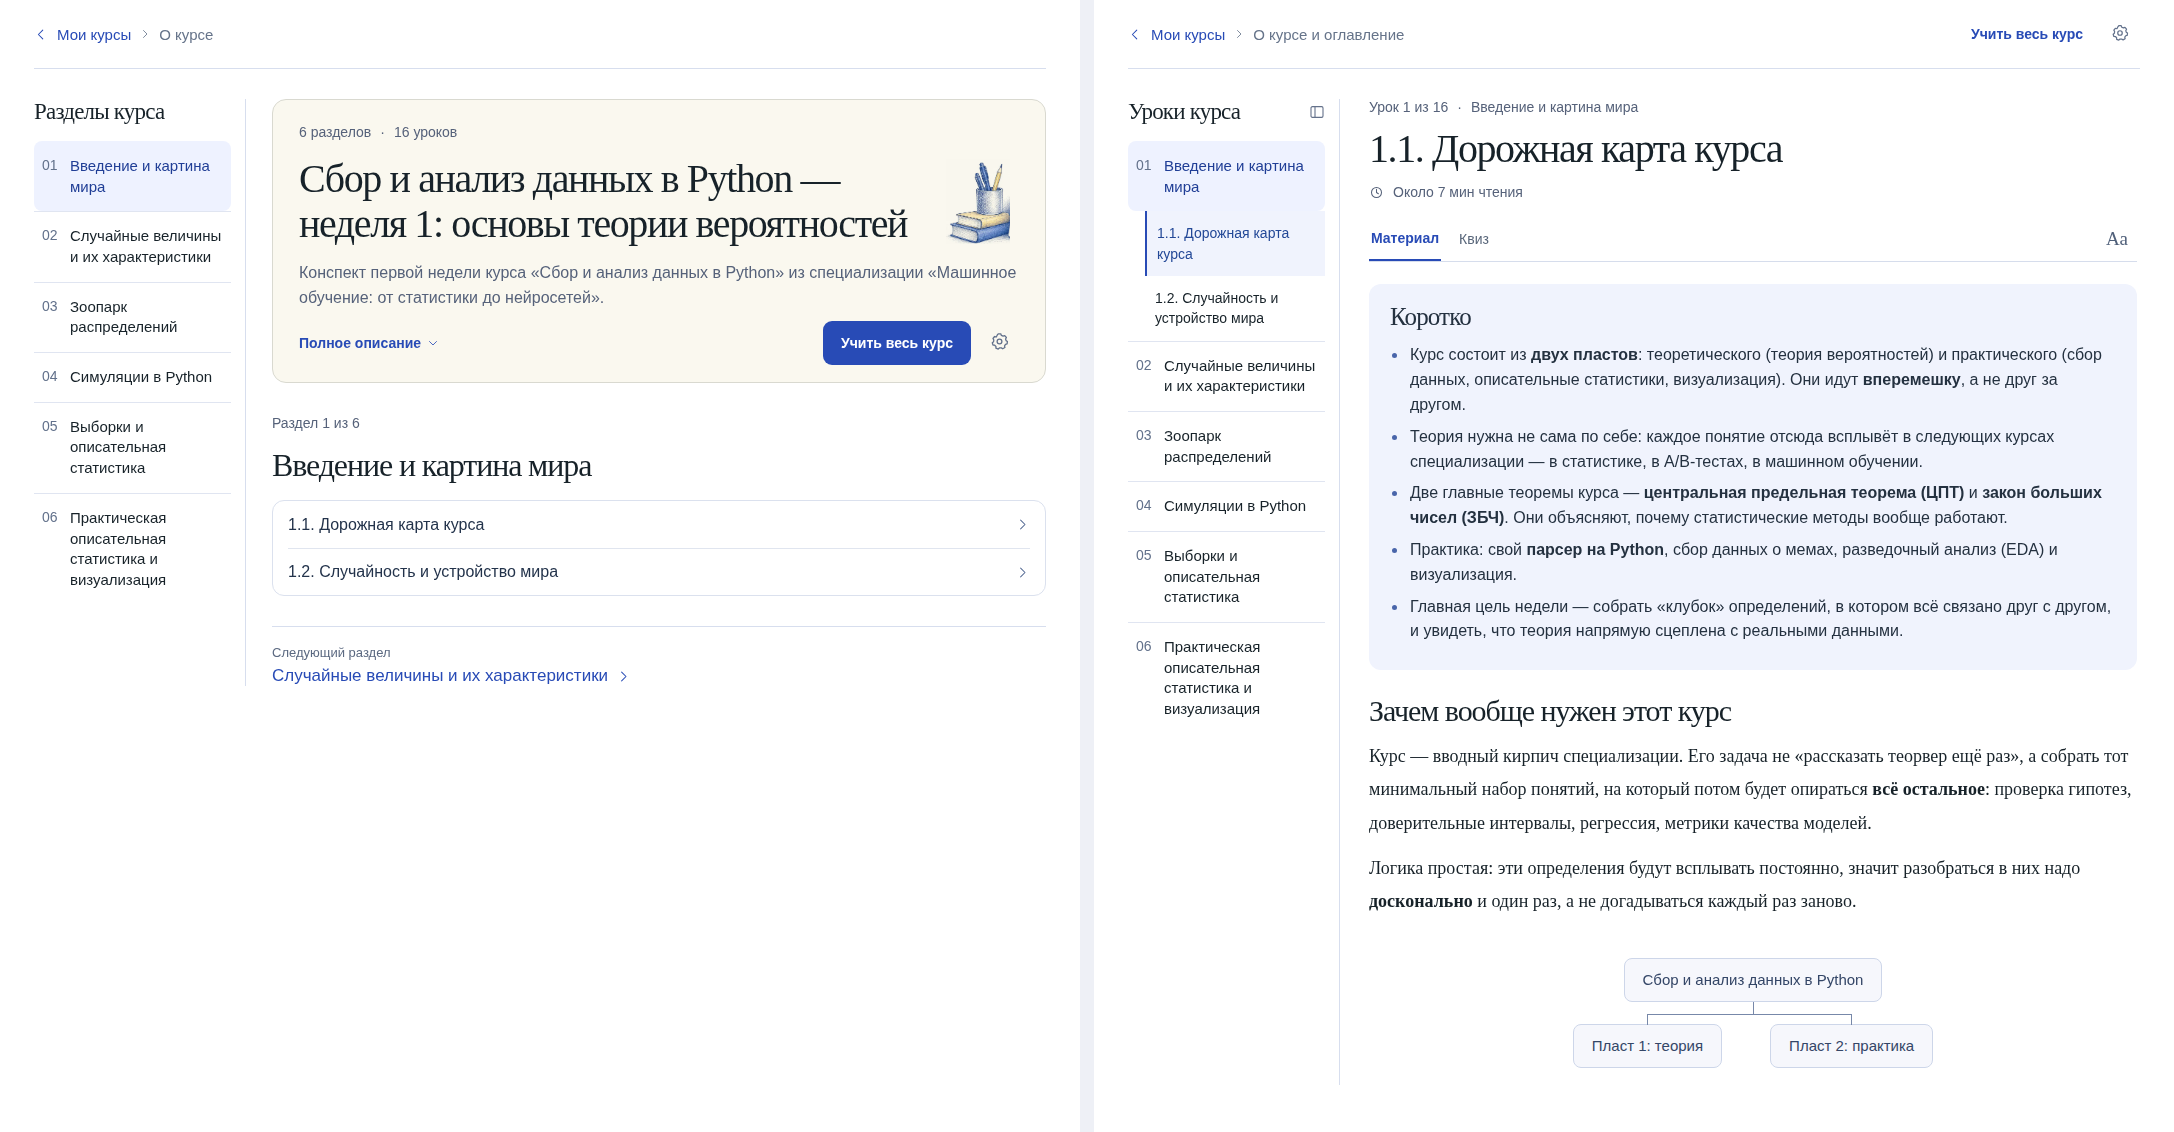 Мои курсы
О курсе
Разделы курса
01 Введение и картина
мира
02 Случайные величины
и их характеристики
03 Зоопарк
распределений
04 Симуляции в Python
05 Выборки и
описательная
статистика
06 Практическая
описательная
статистика и
визуализация
6 разделов · 16 уроков
Сбор и анализ данных в Python —
неделя 1: основы теории вероятностей
Конспект первой недели курса «Сбор и анализ данных в Python» из специализации «Машинное
обучение: от статистики до нейросетей».
Полное описание
Учить весь курс
Раздел 1 из 6
Введение и картина мира
1.1. Дорожная карта курса
1.2. Случайность и устройство мира
Следующий раздел
Случайные величины и их характеристики
Мои курсы
О курсе и оглавление
Учить весь курс
Уроки курса
01 Введение и картина
мира
1.1. Дорожная карта
курса
1.2. Случайность и
устройство мира
02 Случайные величины
и их характеристики
03 Зоопарк
распределений
04 Симуляции в Python
05 Выборки и
описательная
статистика
06 Практическая
описательная
статистика и
визуализация
Урок 1 из 16 · Введение и картина мира
1.1. Дорожная карта курса
Около 7 мин чтения
Материал
Квиз
Aa
Коротко
Курс состоит из двух пластов: теоретического (теория вероятностей) и практического (сбор
данных, описательные статистики, визуализация). Они идут вперемешку, а не друг за
другом.
Теория нужна не сама по себе: каждое понятие отсюда всплывёт в следующих курсах
специализации — в статистике, в A/B-тестах, в машинном обучении.
Две главные теоремы курса — центральная предельная теорема (ЦПТ) и закон больших
чисел (ЗБЧ). Они объясняют, почему статистические методы вообще работают.
Практика: свой парсер на Python, сбор данных о мемах, разведочный анализ (EDA) и
визуализация.
Главная цель недели — собрать «клубок» определений, в котором всё связано друг с другом,
и увидеть, что теория напрямую сцеплена с реальными данными.
Зачем вообще нужен этот курс
Курс — вводный кирпич специализации. Его задача не «рассказать теорвер ещё раз», а собрать тот
минимальный набор понятий, на который потом будет опираться всё остальное: проверка гипотез,
доверительные интервалы, регрессия, метрики качества моделей.
Логика простая: эти определения будут всплывать постоянно, значит разобраться в них надо
досконально и один раз, а не догадываться каждый раз заново.
Сбор и анализ данных в Python
Пласт 1: теория
Пласт 2: практика